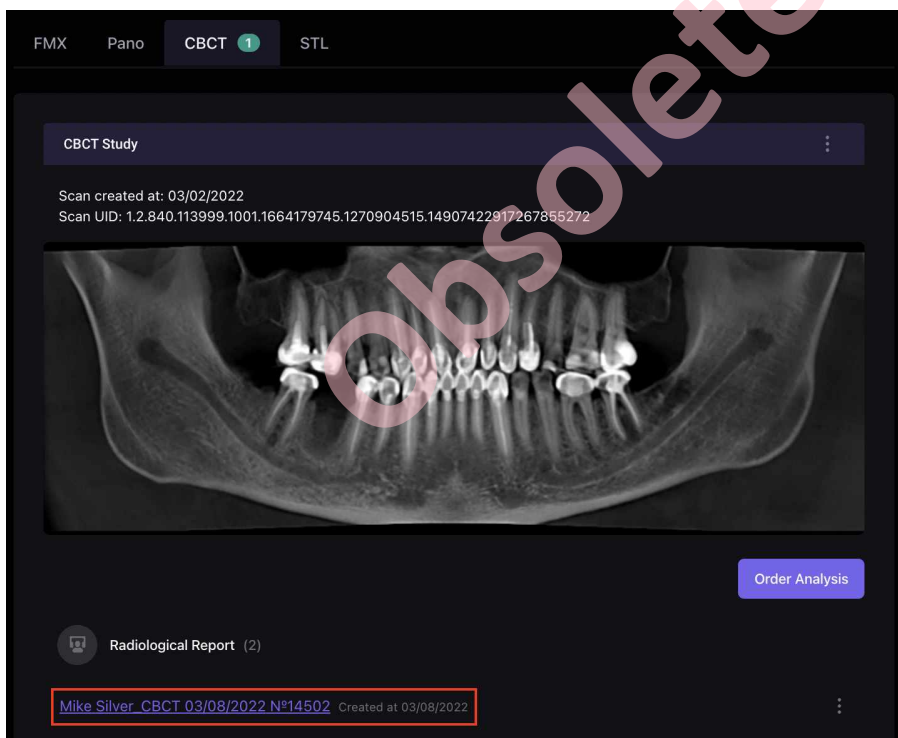 FMX Pano CBCT 1 STL
CBCT Study
Scan created at: 03/02/2022
Scan UID: 1.2.840.113999.1001.1664179745.1270904515.14907422917267855272
Obsolete
Order Analysis
Radiological Report (2)
Mike Silver_CBCT 03/08/2022 Nº14502 Created at 03/08/2022